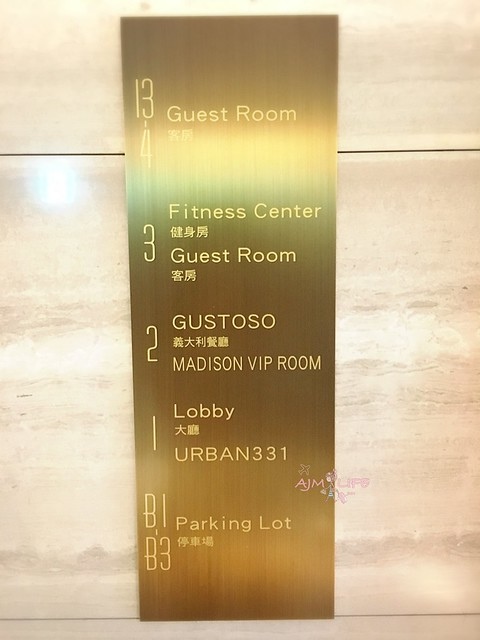 13
-
4
Guest Room
客房
3
Fitness Center
健身房
Guest Room
客房
2
GUSTOSO
義大利餐廳
MADISON VIP ROOM
1
Lobby
大廳
URBAN331
AJM LIFE
B1
-
B3
Parking Lot
停車場